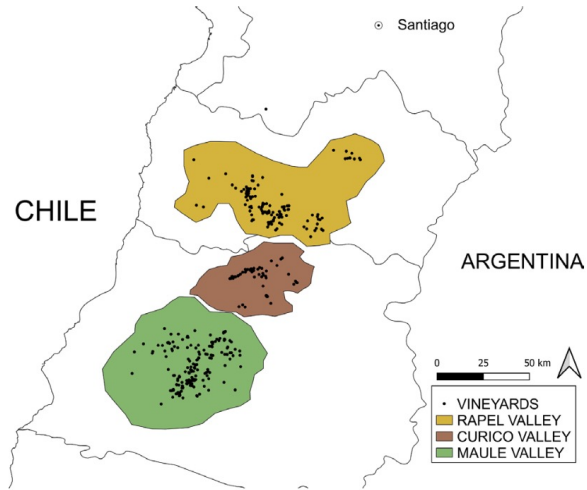 Santiago
CHILE
ARGENTINA
0 25 50 km
VINEYARDS
RAPEL VALLEY
CURICO VALLEY
MAULE VALLEY